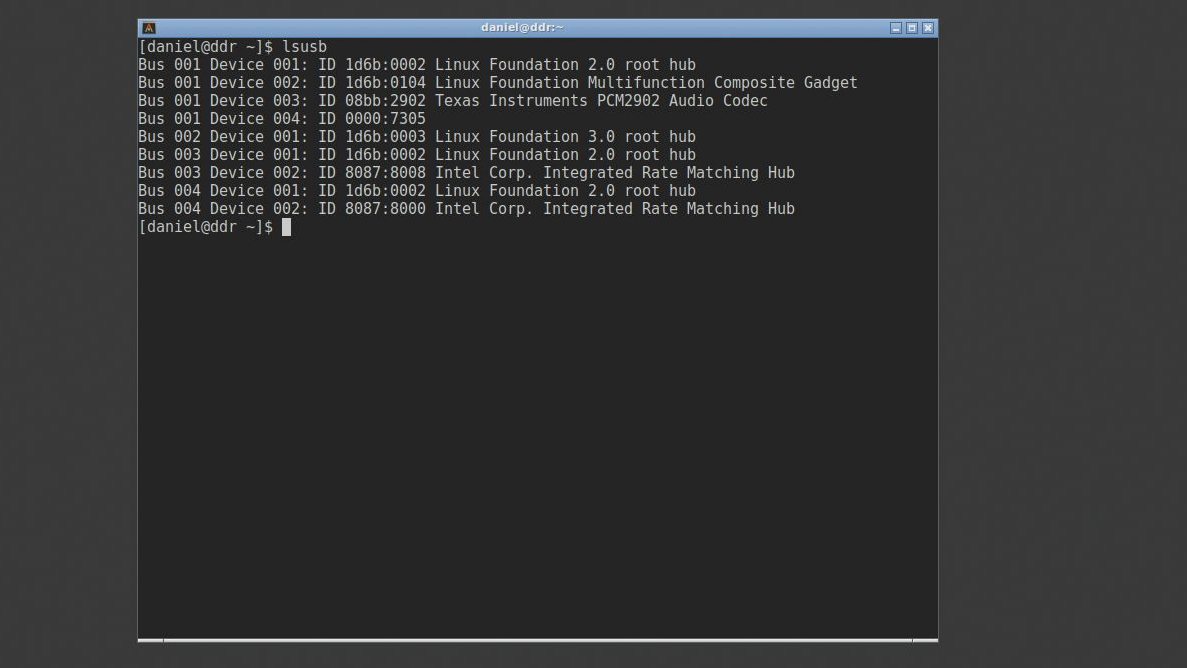 daniel@ddr:~
[daniel@ddr ~]$ lsusb
Bus 001 Device 001: ID 1d6b:0002 Linux Foundation 2.0 root hub
Bus 001 Device 002: ID 1d6b:0104 Linux Foundation Multifunction Composite Gadget
Bus 001 Device 003: ID 08bb:2902 Texas Instruments PCM2902 Audio Codec
Bus 001 Device 004: ID 0000:7305
Bus 002 Device 001: ID 1d6b:0003 Linux Foundation 3.0 root hub
Bus 003 Device 001: ID 1d6b:0002 Linux Foundation 2.0 root hub
Bus 003 Device 002: ID 8087:8008 Intel Corp. Integrated Rate Matching Hub
Bus 004 Device 001: ID 1d6b:0002 Linux Foundation 2.0 root hub
Bus 004 Device 002: ID 8087:8000 Intel Corp. Integrated Rate Matching Hub
[daniel@ddr ~]$